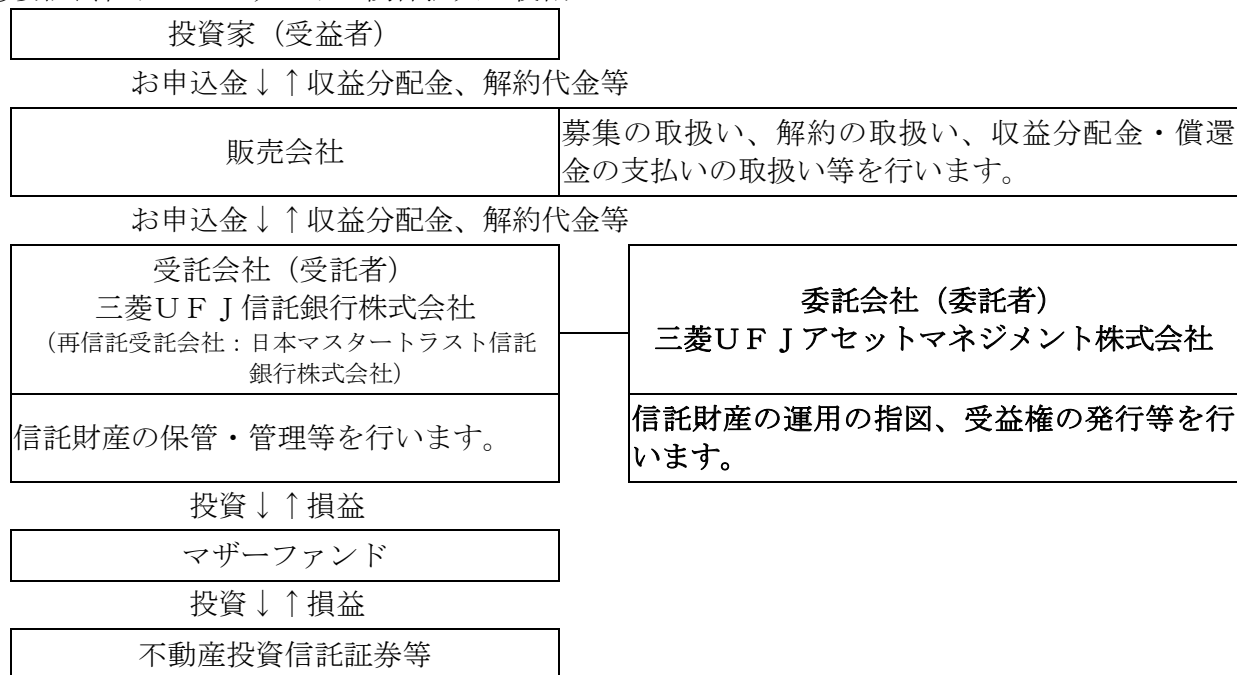 投資家（受益者）
お申込金↓↑収益分配金、解約代金等
販売会社
募集の取扱い、解約の取扱い、収益分配金・償還
金の支払いの取扱い等を行います。
お申込金↓↑収益分配金、解約代金等
受託会社（受託者）
三菱ＵＦＪ信託銀行株式会社
（再信託受託会社：日本マスタートラスト信託
銀行株式会社）
委託会社（委託者）
三菱ＵＦＪアセットマネジメント株式会社
信託財産の保管・管理等を行います。
信託財産の運用の指図、受益権の発行等を行
います。
投資↓↑損益
マザーファンド
投資↓↑損益
不動産投資信託証券等